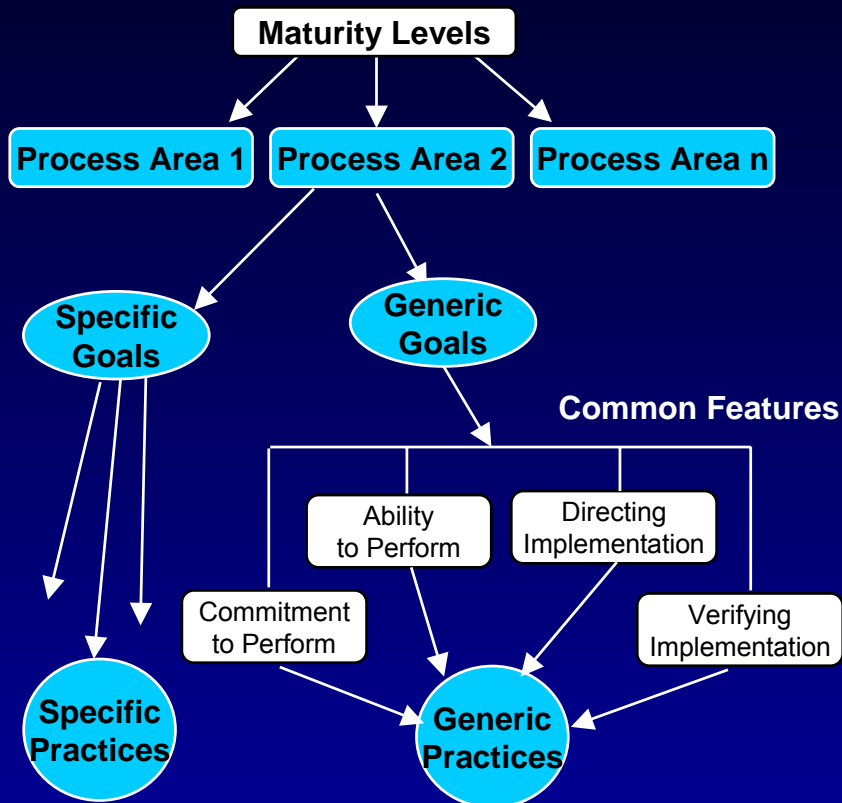 Maturity Levels
Process Area 1
Process Area 2
Process Area n
Specific
Goals
Generic
Goals
Common Features
Ability
to Perform
Directing
Implementation
Commitment
to Perform
Verifying
Implementation
Specific
Practices
Generic
Practices